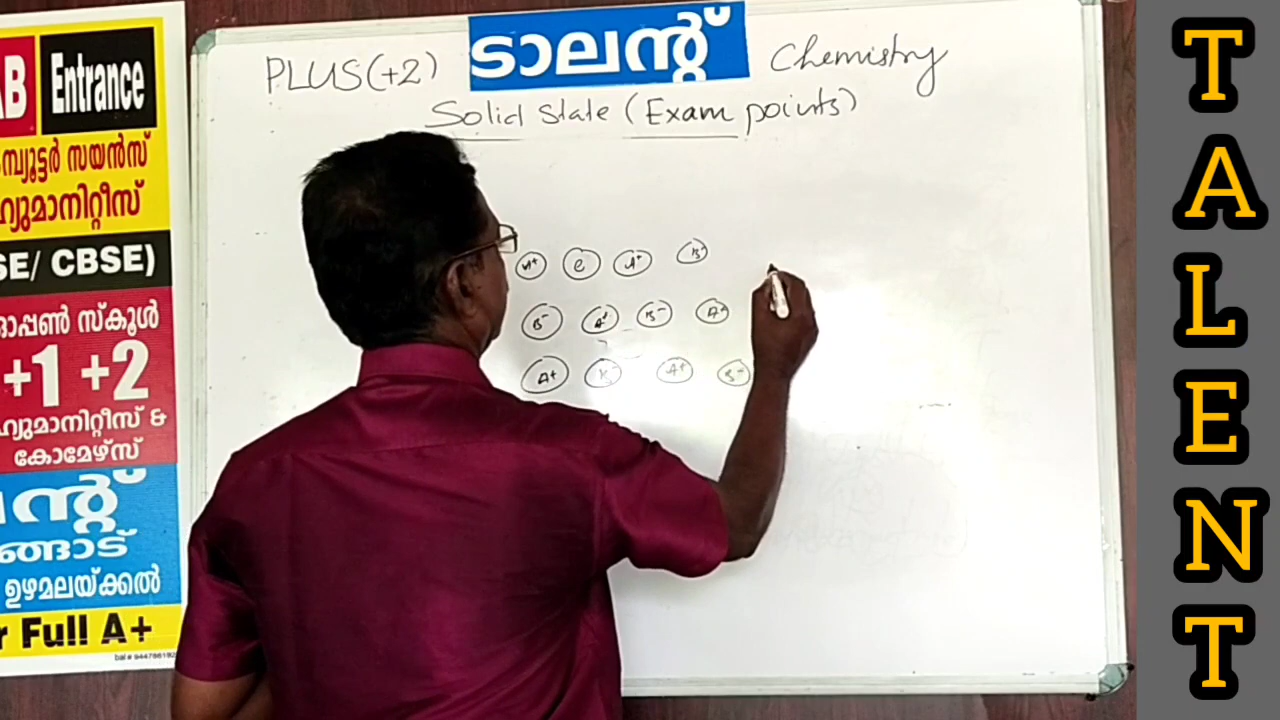 AB Entrance
മ്പ്യൂട്ടർ സയൻസ്
ഹ്യുമാനിറ്റീസ്
SE/ CBSE)
ഓപ്പൺ സ്കൂൾ
+1 +2
ഹ്യുമാനിറ്റീസ് &
കോമേഴ്സ്
ന്റ്
ങ്ങോട്
ഉഴമലയ്ക്കൽ
r Full A+
PLUS(+2) ടാലന്റ് Chemistry
Solid State (Exam points)
A+ e A+ B-
B- A+ B- A+
A+ B- A+ B-
TALENT